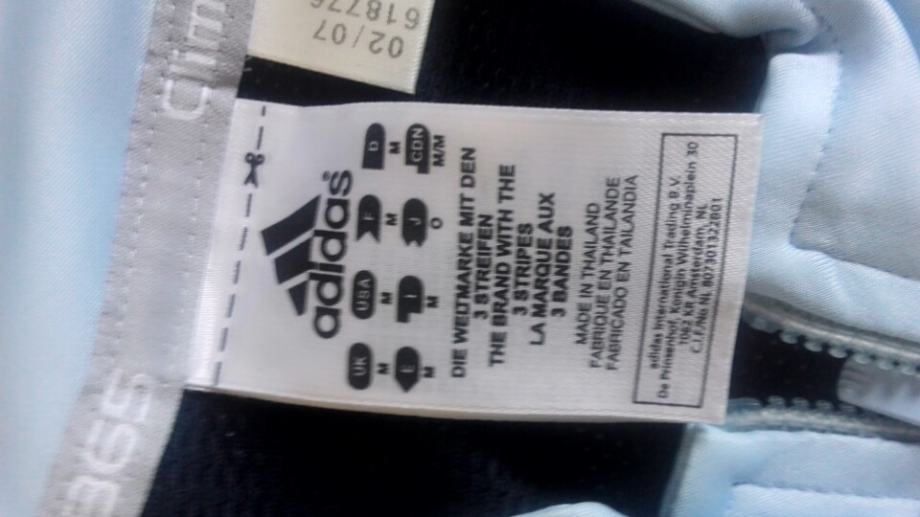 Clim
365
02/07
618776
adidas
UK USA F D
M M M M
E I J CDN
M M O M/M
DIE WELTMARKE MIT DEN
3 STREIFEN
THE BRAND WITH THE
3 STRIPES
LA MARQUE AUX
3 BANDES
MADE IN THAILAND
FABRIQUE EN THAILANDE
FABRICADO EN TAILANDIA
adidas International Trading B.V.
De Prinsenhof, Koningin Wilhelminaplein 30
1062 KR Amsterdam, NL
C.I.F/No NL 807301322B01